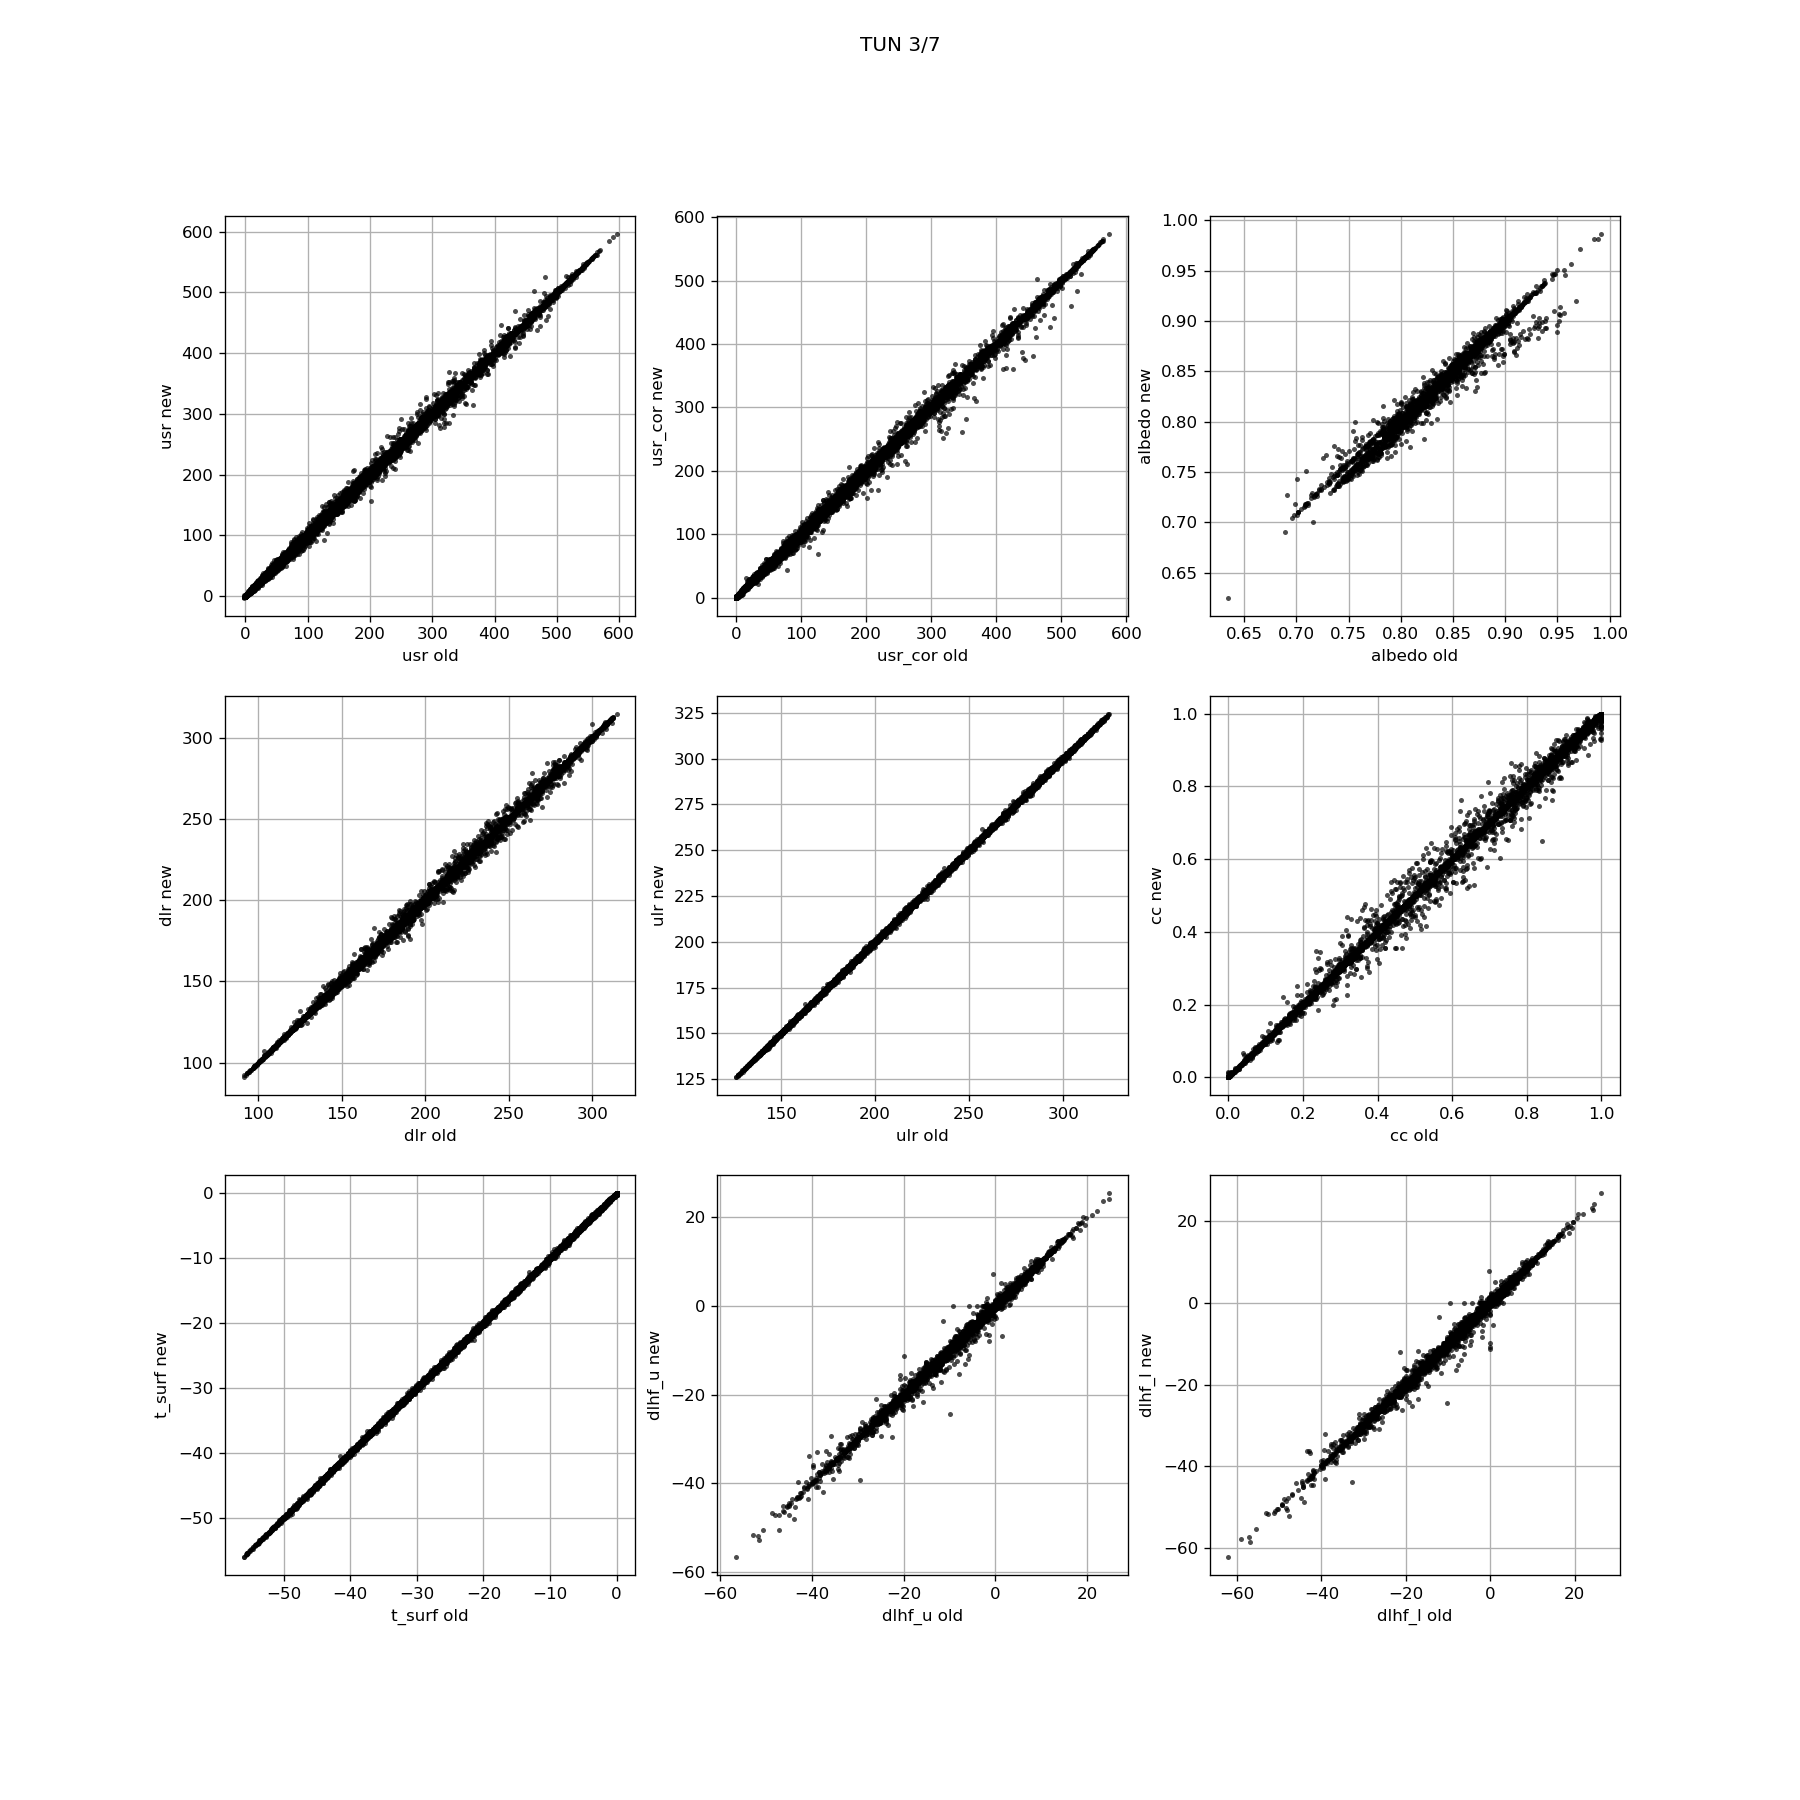 TUN 3/7
600
500
400
300
200
100
0
usr new
0 100 200 300 400 500 600
usr old
600
500
400
300
200
100
0
usr_cor new
0 100 200 300 400 500 600
usr_cor old
1.00
0.95
0.90
0.85
0.80
0.75
0.70
0.65
albedo new
0.65 0.70 0.75 0.80 0.85 0.90 0.95 1.00
albedo old
300
250
200
150
100
dlr new
100 150 200 250 300
dlr old
325
300
275
250
225
200
175
150
125
ulr new
150 200 250 300
ulr old
1.0
0.8
0.6
0.4
0.2
0.0
cc new
0.0 0.2 0.4 0.6 0.8 1.0
cc old
0
−10
−20
−30
−40
−50
t_surf new
−50 −40 −30 −20 −10 0
t_surf old
20
0
−20
−40
−60
dlhf_u new
−60 −40 −20 0 20
dlhf_u old
20
0
−20
−40
−60
dlhf_l new
−60 −40 −20 0 20
dlhf_l old